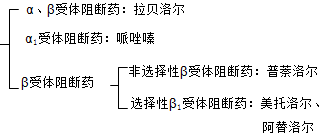 α、β受体阻断药：拉贝洛尔
α₁受体阻断药：哌唑嗪
β受体阻断药
非选择性β受体阻断药：普萘洛尔
选择性β₁受体阻断药：美托洛尔、
阿替洛尔